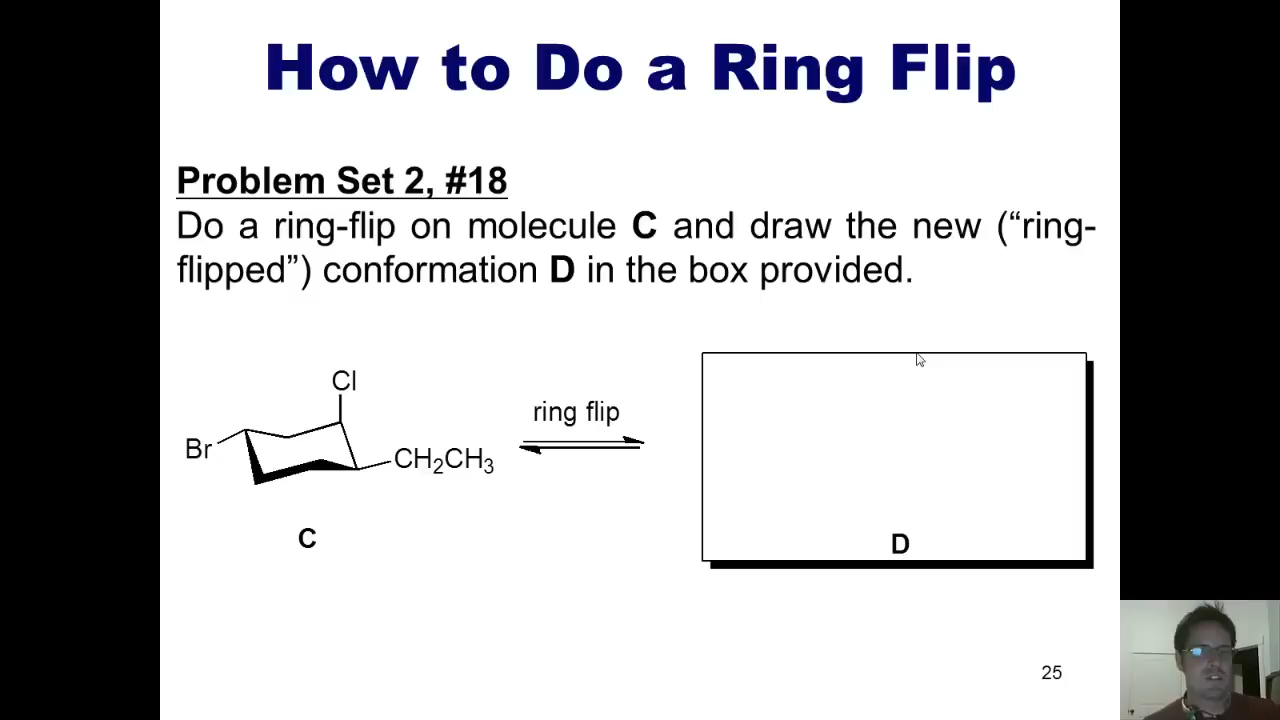 How to Do a Ring Flip
Problem Set 2, #18
Do a ring-flip on molecule C and draw the new (“ring-
flipped”) conformation D in the box provided.
Cl
Br
CH2CH3
ring flip
C
D
25